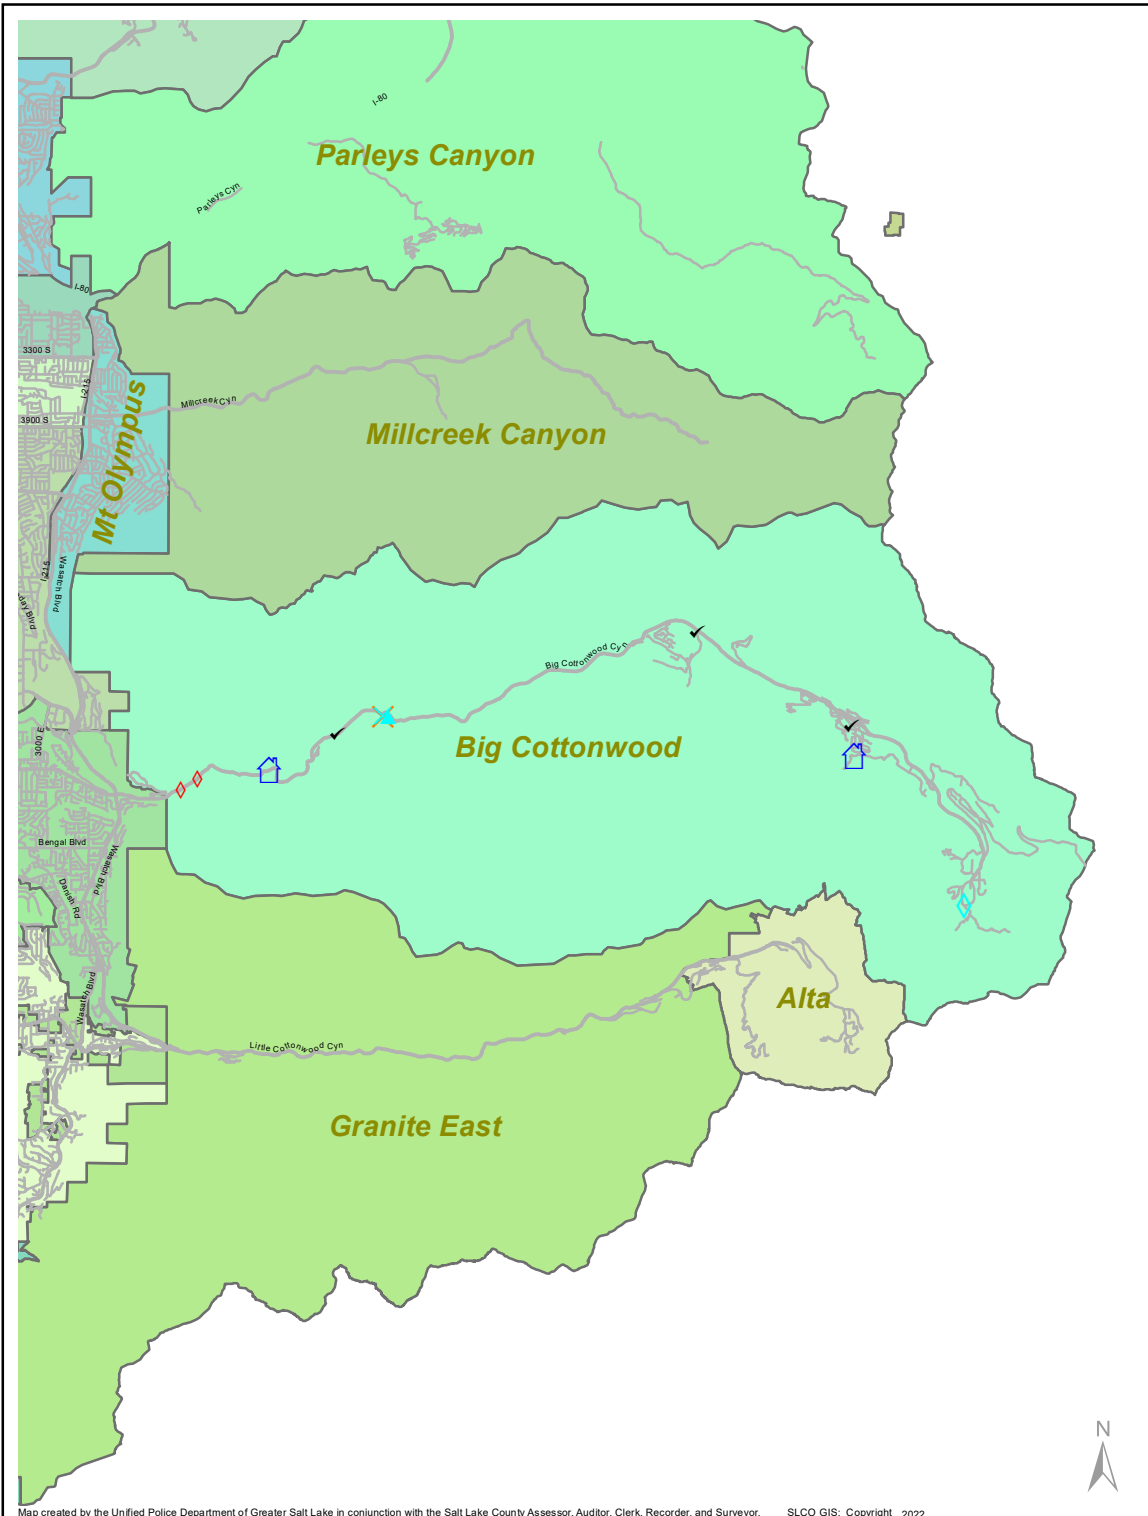 I-80
Parleys Canyon
Parleys Cyn
I-80
3300 S
I-215
Millcreek Cyn
3900 S
Mt Olympus
Millcreek Canyon
I-215
Wasatch Blvd
day Blvd
Big Cottonwood Cyn
3000 E
Big Cottonwood
Bengal Blvd
Wasatch Blvd
Danish Rd
Wasatch Blvd
Alta
Little Cottonwood Cyn
Granite East
N
Map created by the Unified Police Department of Greater Salt Lake in conjunction with the Salt Lake County Assessor, Auditor, Clerk, Recorder, and Surveyor. SLCO GIS: Copyright 2022